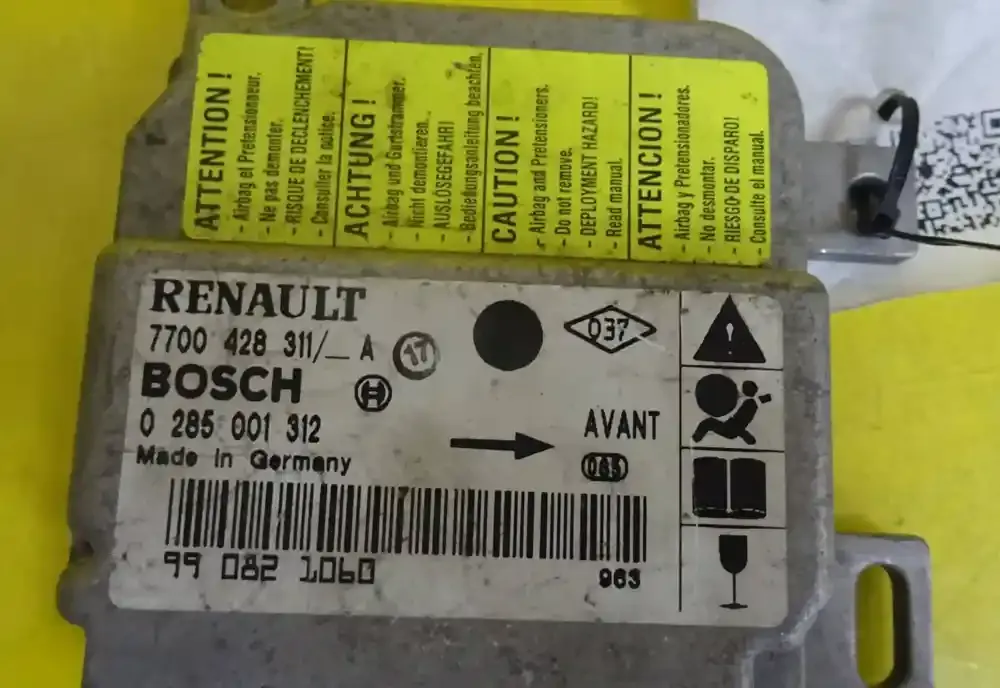 ATTENTION!
- Airbag et Pretensionneur.
- Ne pas demonter.
- RISQUE DE DECLENCHEMENT!
- Consulter la notice.
ACHTUNG!
- Airbag und Gurtstrammer.
- Nicht demontieren.
- AUSLOSEGEFAHR!
- Bedienungsanleitung beachten.
CAUTION!
- Airbag and Pretensioners.
- Do not remove.
- DEPLOYMENT HAZARD!
- Read manual.
ATTENCION!
- Airbag y Pretensionadores.
- No desmontar.
- RIESGO DE DISPARO!
- Consulte el manual.
RENAULT
7700 428 311/_ A
17
037
BOSCH
0 285 001 312
AVANT
Made in Germany
065
99 082 1060
963